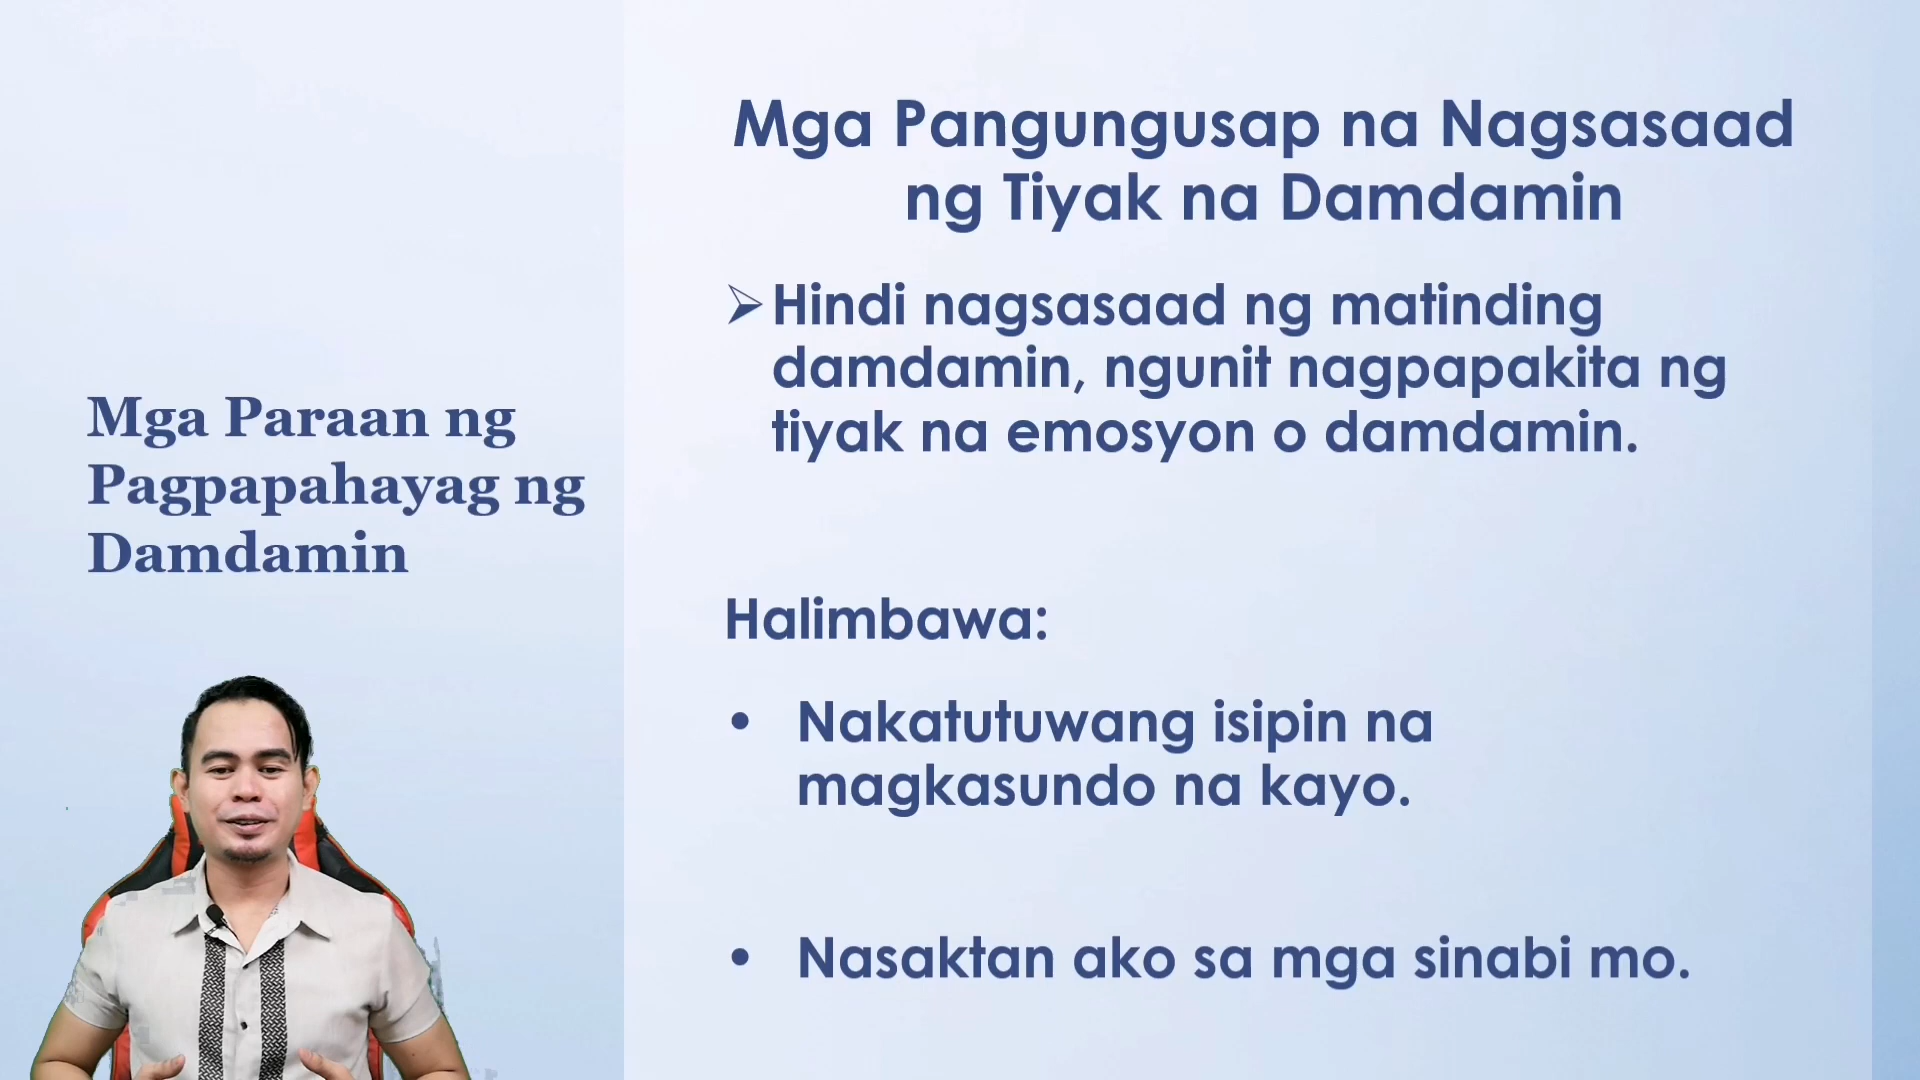 Mga Paraan ng
Pagpapahayag ng
Damdamin
Mga Pangungusap na Nagsasaad
ng Tiyak na Damdamin
➢ Hindi nagsasaad ng matinding
damdamin, ngunit nagpapakita ng
tiyak na emosyon o damdamin.
Halimbawa:
• Nakatutuwang isipin na
magkasundo na kayo.
• Nasaktan ako sa mga sinabi mo.